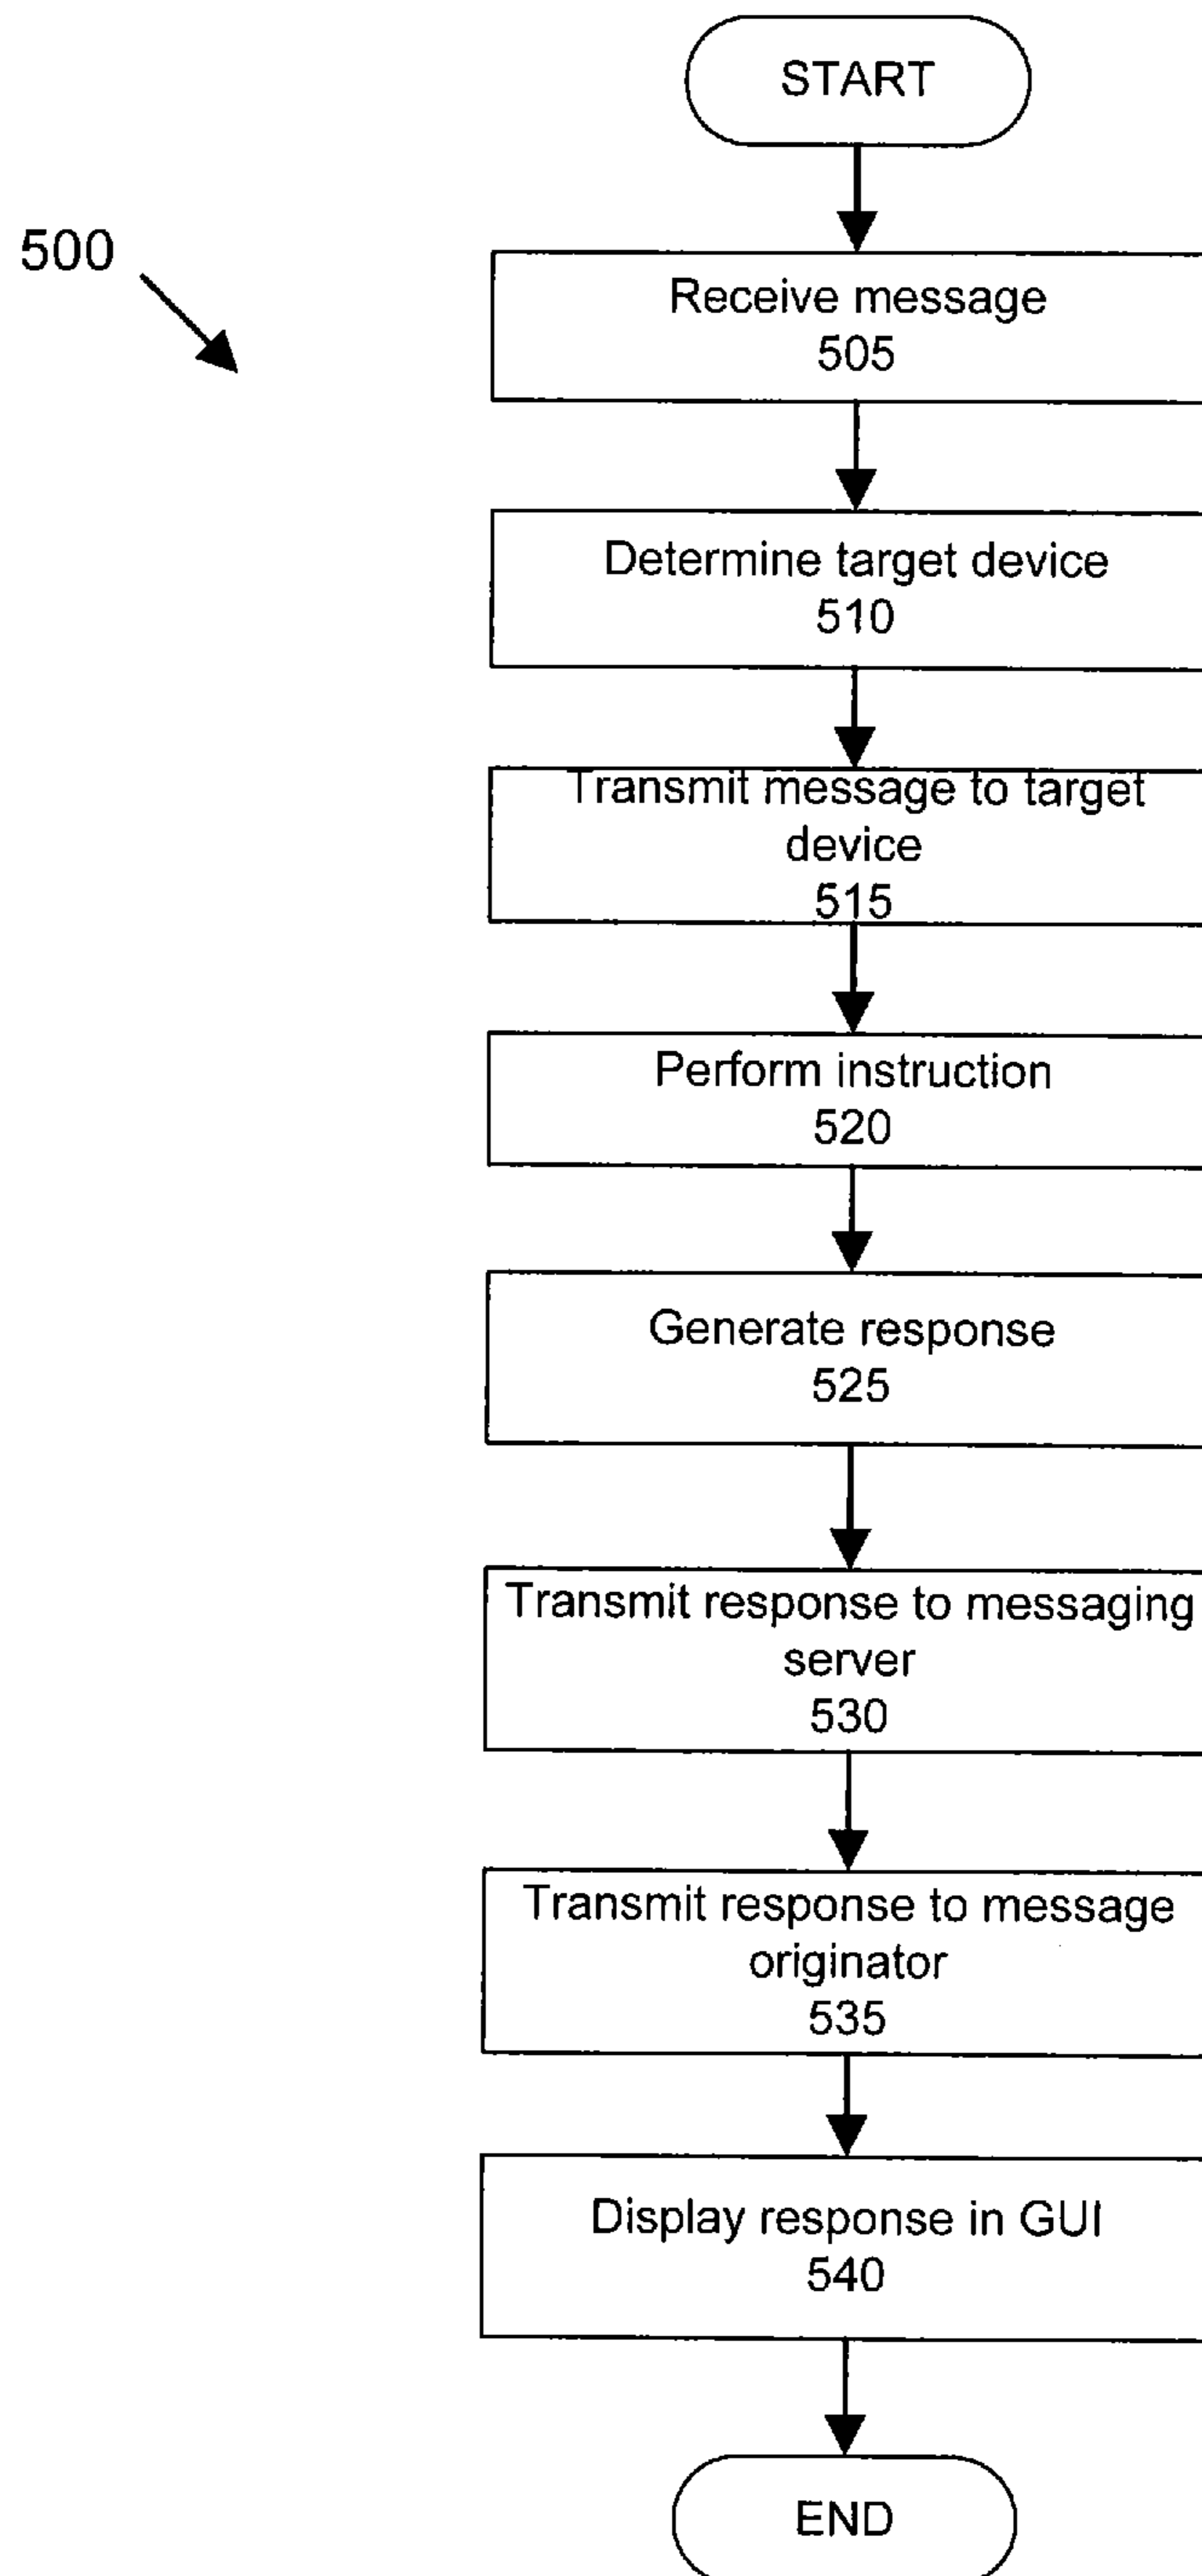 START
500
Receive message
505
Determine target device
510
Transmit message to target
device
515
Perform instruction
520
Generate response
525
Transmit response to messaging
server
530
Transmit response to message
originator
535
Display response in GUI
540
END